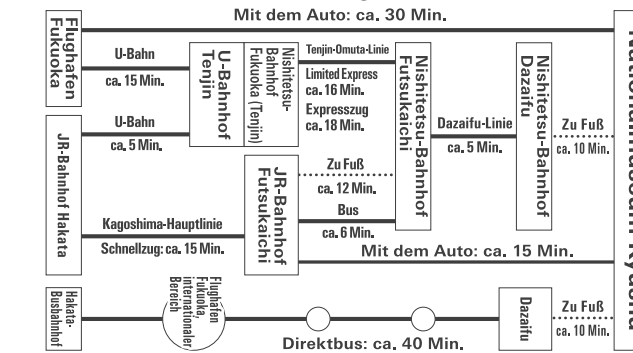 Mit dem Auto: ca. 30 Min.
Flughafen
Fukuoka
U-Bahn
ca. 15 Min.
U-Bahnhof
Tenjin
Nishitetsu-
Bahnhof
Fukuoka (Tenjin)
Tenjin-Omuta-Linie
Limited Express
ca. 16 Min.
Expresszug
ca. 18 Min.
Nishitetsu-Bahnhof
Futsukaichi
Dazaifu-Linie
ca. 5 Min.
Nishitetsu-Bahnhof
Dazaifu
Zu Fuß
ca. 10 Min.
Nationalmuseum Kyushu
JR-Bahnhof Hakata
U-Bahn
ca. 5 Min.
Kagoshima-Hauptlinie
Schnellzug: ca. 15 Min.
JR-Bahnhof
Futsukaichi
Zu Fuß
ca. 12 Min.
Bus
ca. 6 Min.
Mit dem Auto: ca. 15 Min.
Hakata-
Busbahnhof
Flughafen
Fukuoka,
internationaler
Bereich
Direktbus: ca. 40 Min.
Dazaifu
Zu Fuß
ca. 10 Min.